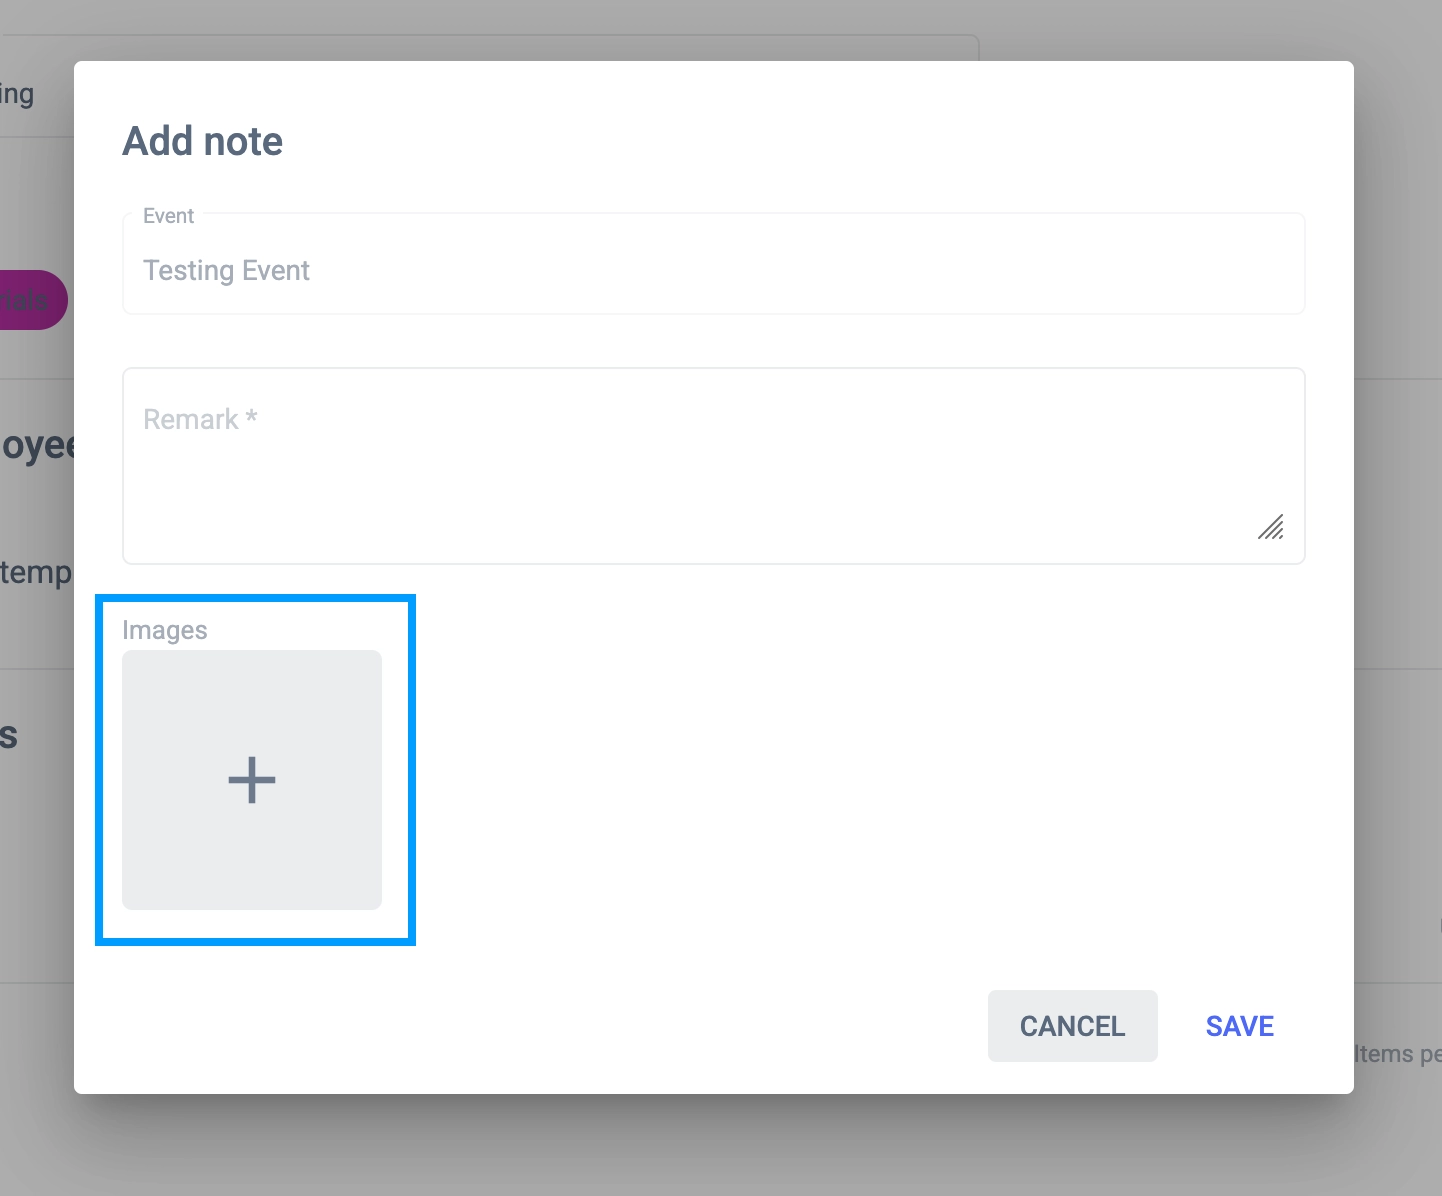 ing
Add note
Event
Testing Event
rials
Remark *
oyee
temp
Images
s
CANCEL
SAVE
Items pe